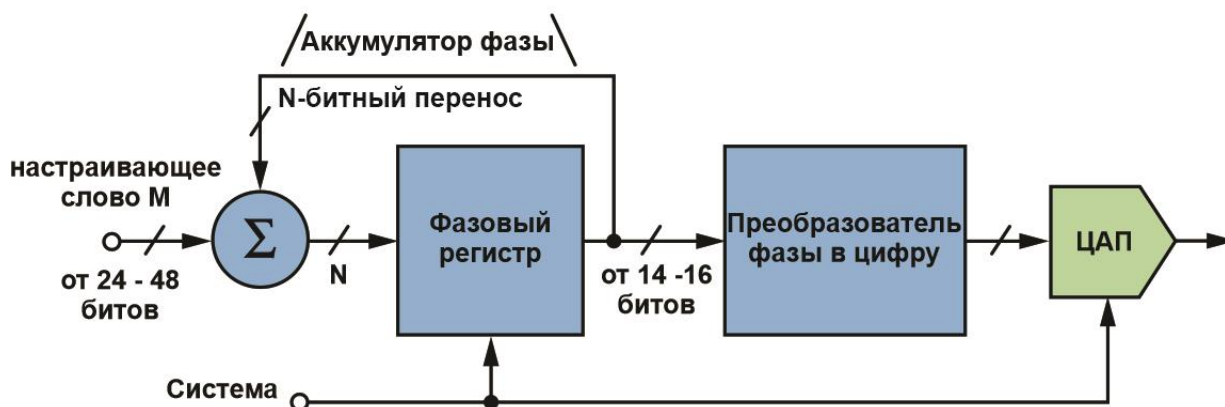 Аккумулятор фазы
N-битный перенос
настраивающее
слово М
Σ
N
Фазовый
регистр
от 24 - 48
битов
от 14 -16
битов
Преобразователь
фазы в цифру
ЦАП
Система